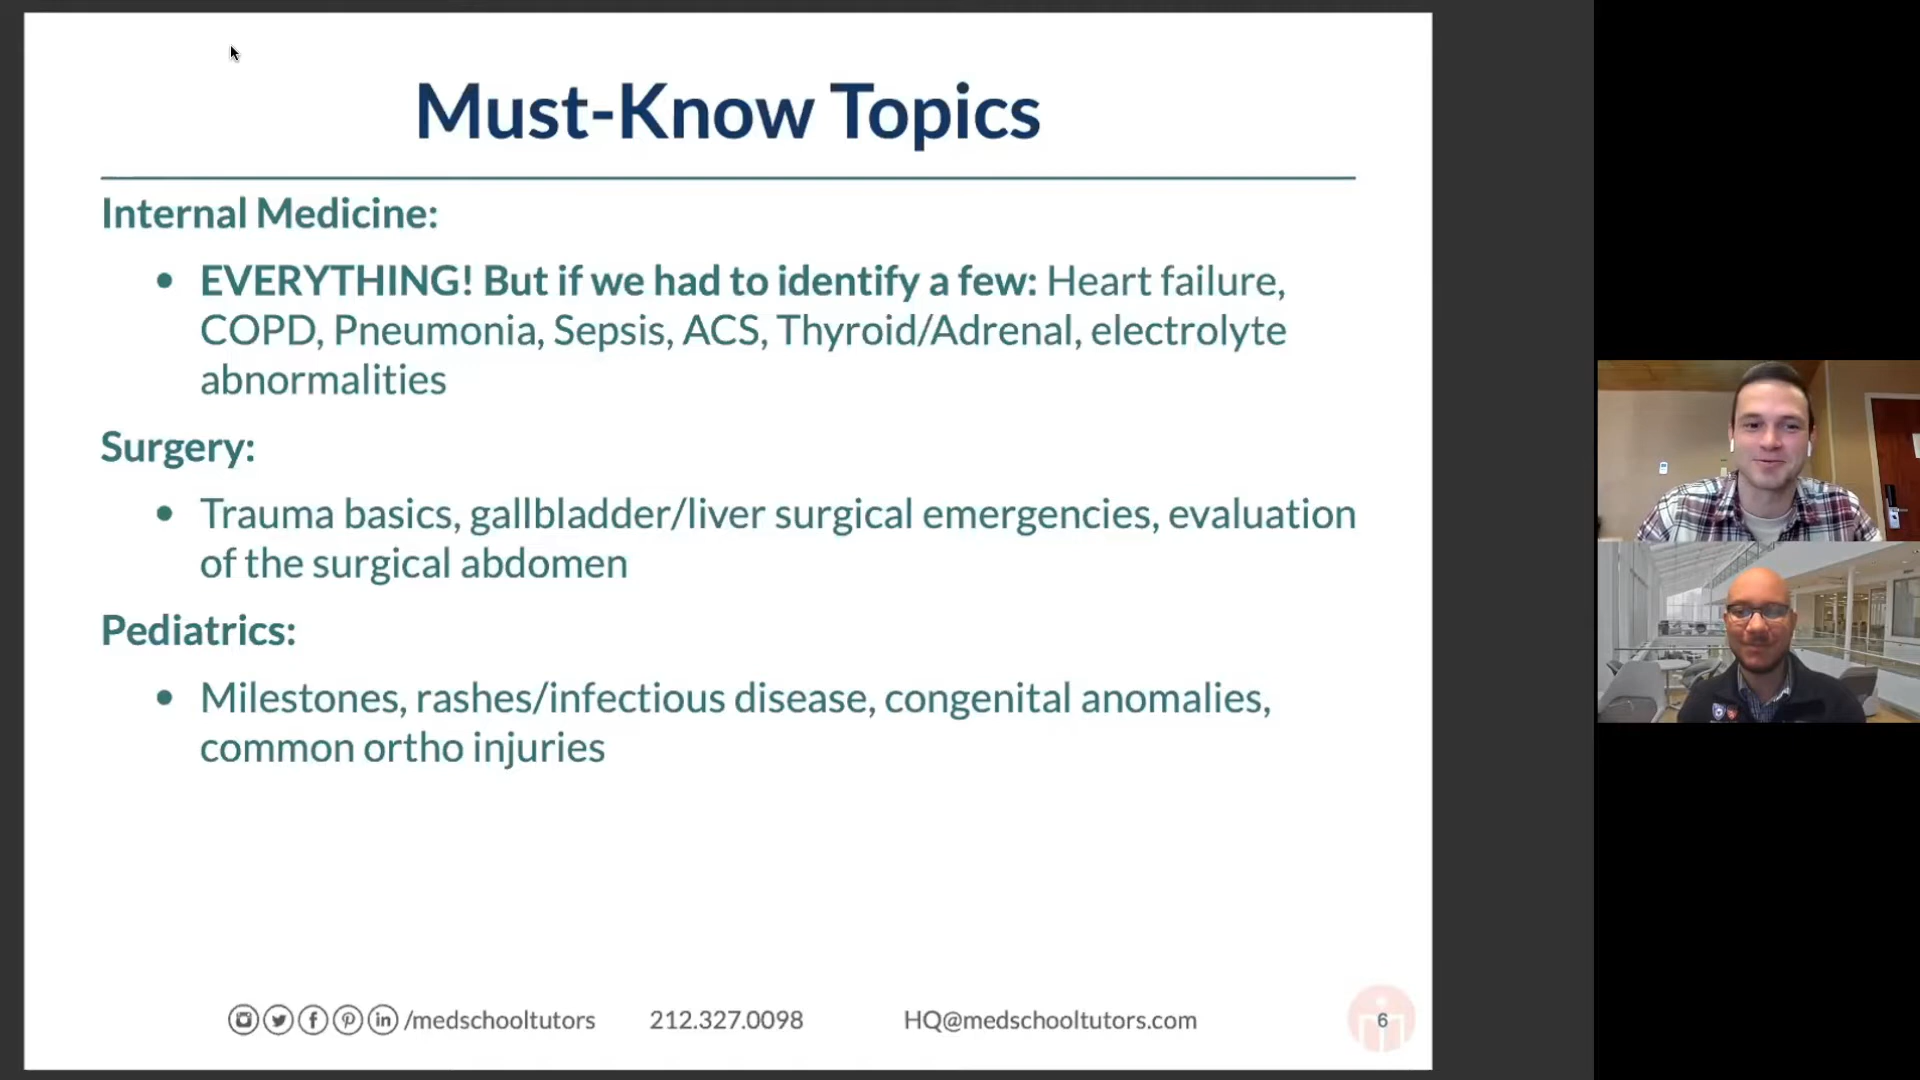 Must-Know Topics
Internal Medicine:
• EVERYTHING! But if we had to identify a few: Heart failure,
COPD, Pneumonia, Sepsis, ACS, Thyroid/Adrenal, electrolyte
abnormalities
Surgery:
• Trauma basics, gallbladder/liver surgical emergencies, evaluation
of the surgical abdomen
Pediatrics:
• Milestones, rashes/infectious disease, congenital anomalies,
common ortho injuries
/medschooltutors 212.327.0098 HQ@medschooltutors.com 6